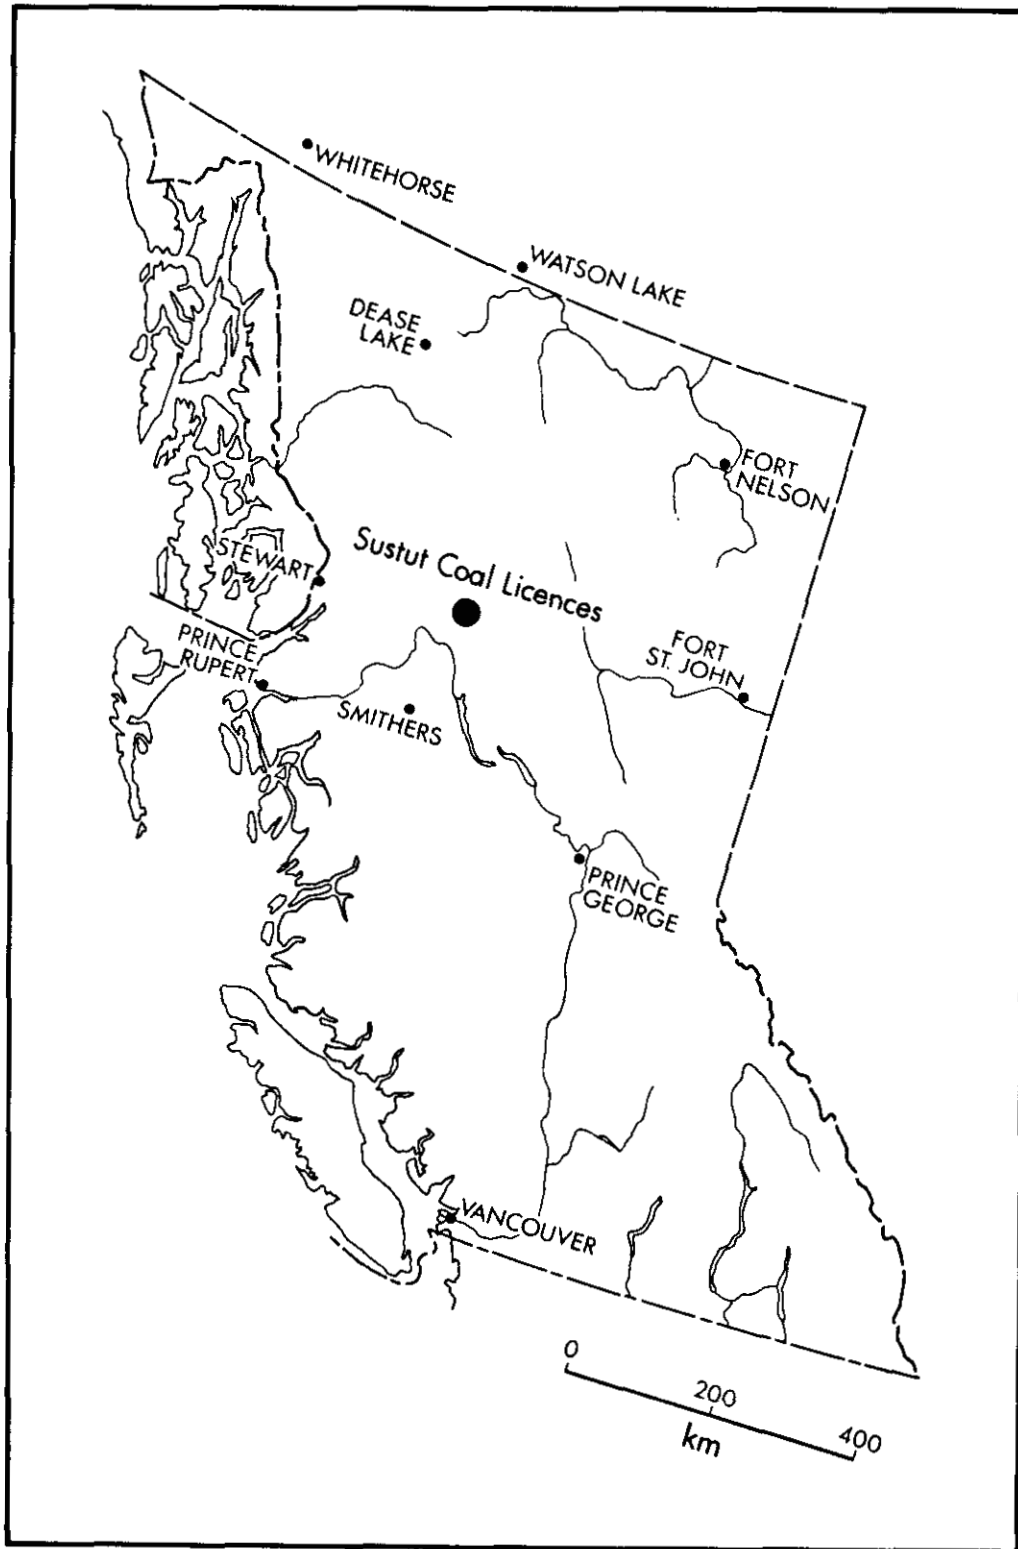 WHITEHORSE
WATSON LAKE
DEASE
LAKE
FORT
NELSON
Sustut Coal Licences
STEWART
PRINCE
RUPERT
FORT
ST. JOHN
SMITHERS
PRINCE
GEORGE
VANCOUVER
0
200
400
km